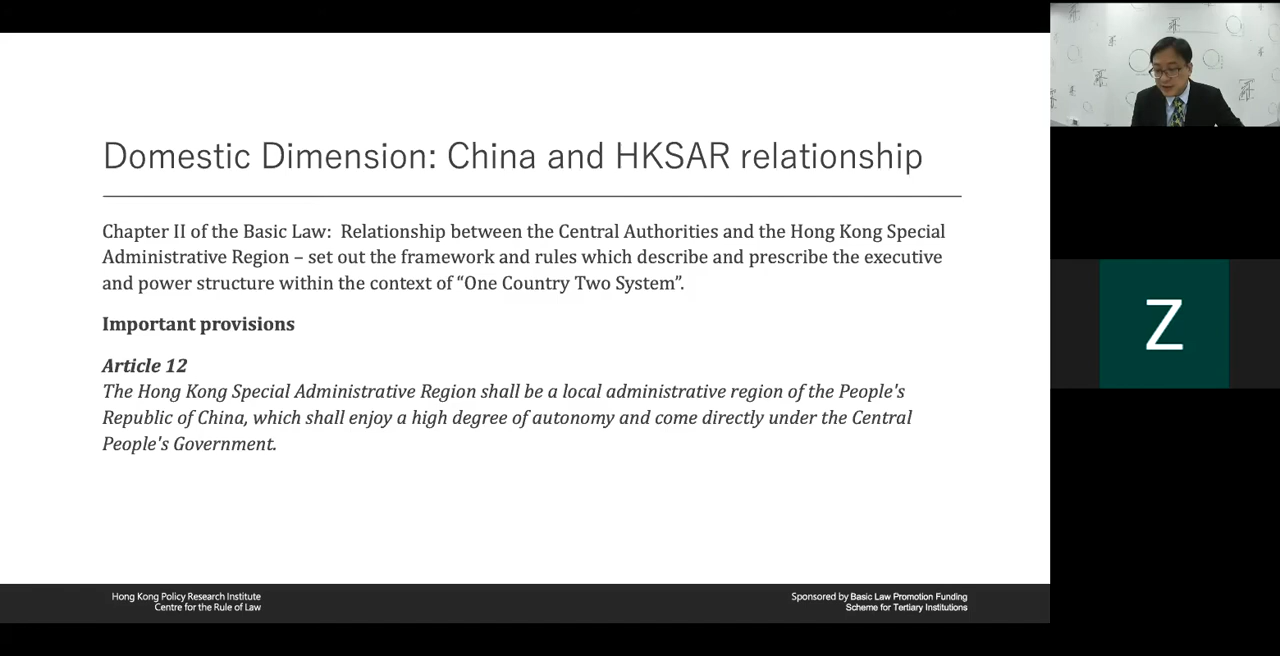 Domestic Dimension: China and HKSAR relationship
Chapter II of the Basic Law:  Relationship between the Central Authorities and the Hong Kong Special
Administrative Region – set out the framework and rules which describe and prescribe the executive
and power structure within the context of “One Country Two System”.
Important provisions
Article 12
The Hong Kong Special Administrative Region shall be a local administrative region of the People's
Republic of China, which shall enjoy a high degree of autonomy and come directly under the Central
People's Government.
Hong Kong Policy Research Institute
Centre for the Rule of Law
Sponsored by Basic Law Promotion Funding
Scheme for Tertiary Institutions
Z